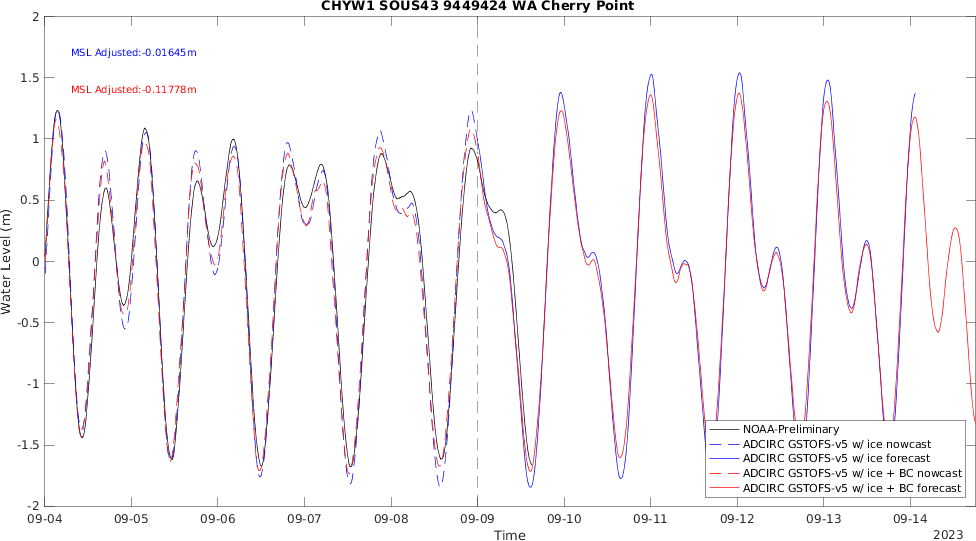 CHYW1 SOUS43 9449424 WA Cherry Point
2
MSL Adjusted:-0.01645m
1.5
MSL Adjusted:-0.11778m
1
0.5
0
-0.5
-1
-1.5
-2
Water Level (m)
NOAA-Preliminary
ADCIRC GSTOFS-v5 w/ ice nowcast
ADCIRC GSTOFS-v5 w/ ice forecast
ADCIRC GSTOFS-v5 w/ ice + BC nowcast
ADCIRC GSTOFS-v5 w/ ice + BC forecast
09-04 09-05 09-06 09-07 09-08 09-09 09-10 09-11 09-12 09-13 09-14
Time
2023